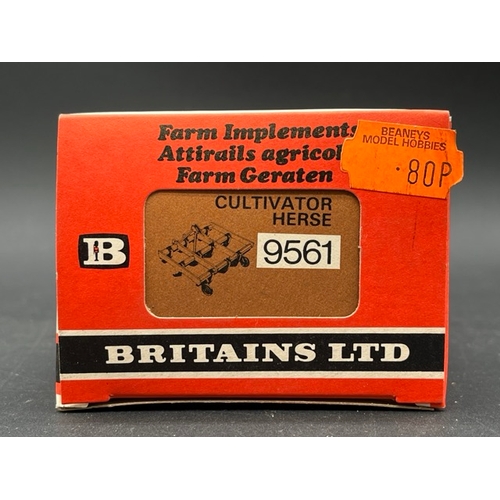 Farm Implements
Attirails agricol
Farm Geraten
BEANEYS
MODEL HOBBIES
80P
CULTIVATOR
HERSE
9561
B
BRITAINS LTD